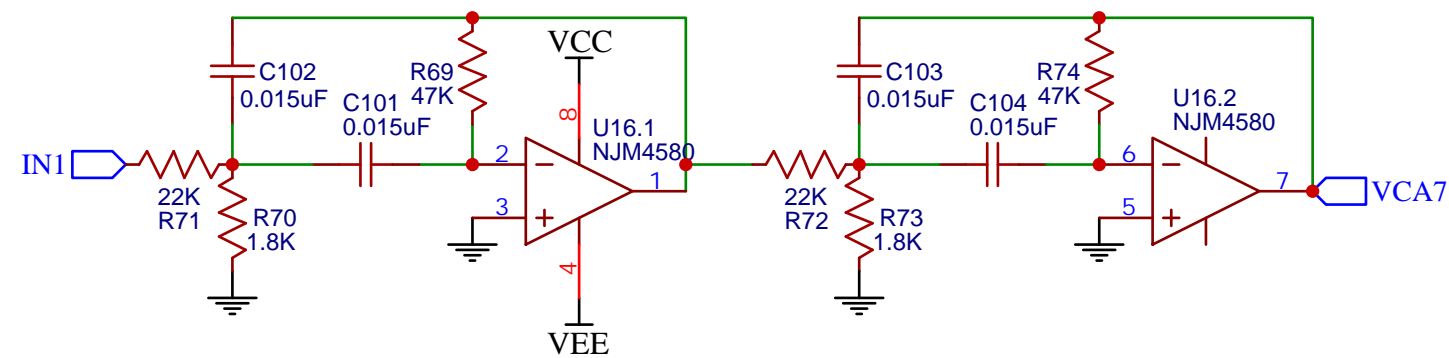 VCC
C102
0.015uF
R69
47K
C101
0.015uF
8
U16.1
NJM4580
IN1
2
1
3
22K
R71
R70
1.8K
4
VEE
C103
0.015uF
R74
47K
C104
0.015uF
U16.2
NJM4580
6
7
5
VCA7
22K
R72
R73
1.8K